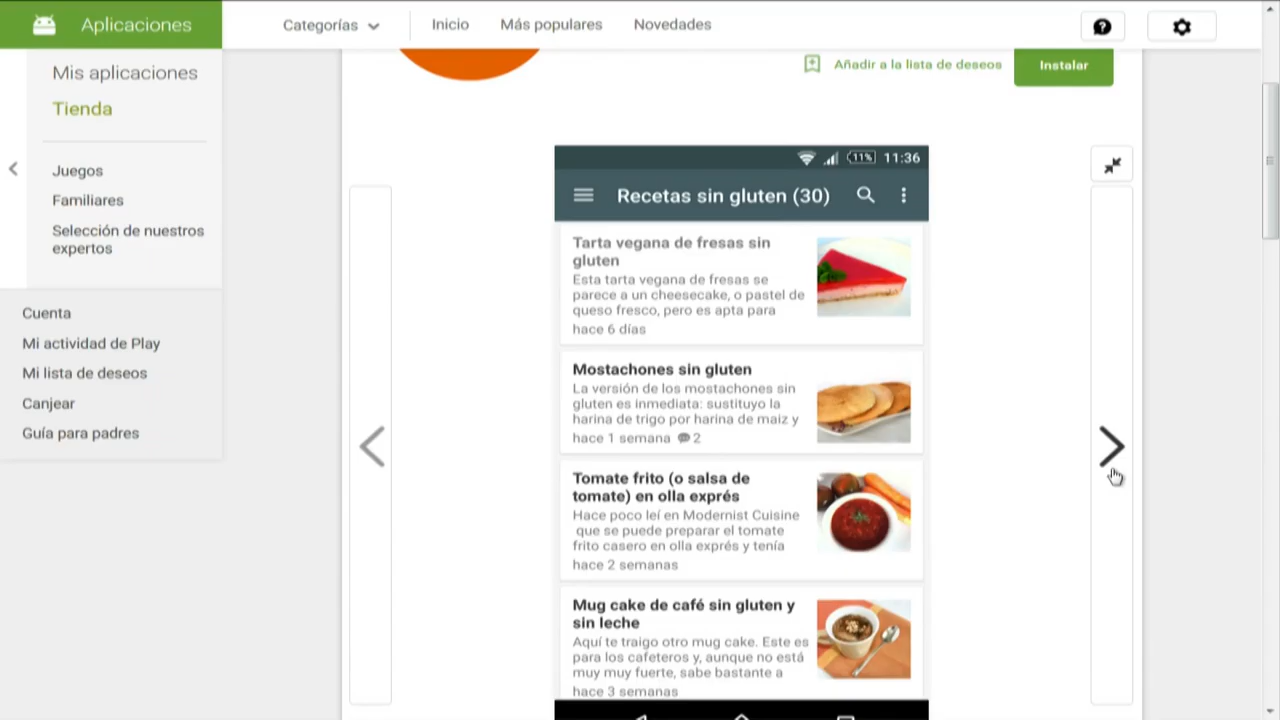 Aplicaciones
Categorías
Inicio
Más populares
Novedades
Mis aplicaciones
Tienda
Juegos
Familiares
Selección de nuestros
expertos
Cuenta
Mi actividad de Play
Mi lista de deseos
Canjear
Guía para padres
Añadir a la lista de deseos
Instalar
11% 11:36
Recetas sin gluten (30)
Tarta vegana de fresas sin
gluten
Esta tarta vegana de fresas se
parece a un cheesecake, o pastel de
queso fresco, pero es apta para
hace 6 días
Mostachones sin gluten
La versión de los mostachones sin
gluten es inmediata: sustituyo la
harina de trigo por harina de maiz y
hace 1 semana 2
Tomate frito (o salsa de
tomate) en olla exprés
Hace poco leí en Modernist Cuisine
que se puede preparar el tomate
frito casero en olla exprés y tenía
hace 2 semanas
Mug cake de café sin gluten y
sin leche
Aquí te traigo otro mug cake. Este es
para los cafeteros y, aunque no está
muy muy fuerte, sabe bastante a
hace 3 semanas